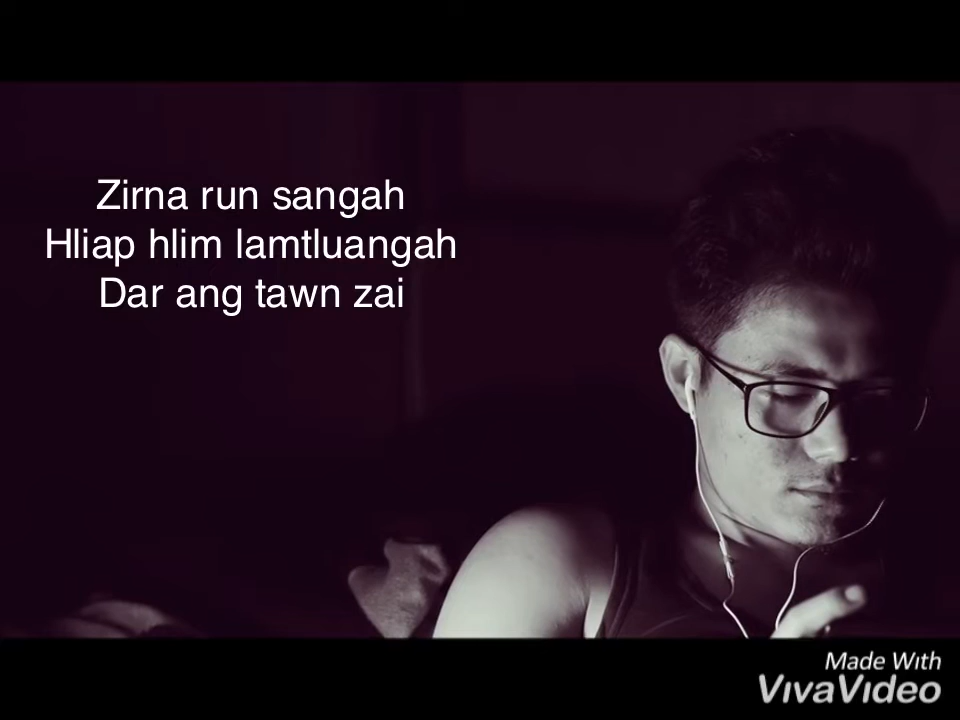 Zirna run sangah
Hliap hlim lamtluangah
Dar ang tawn zai
Made With
VivaVideo